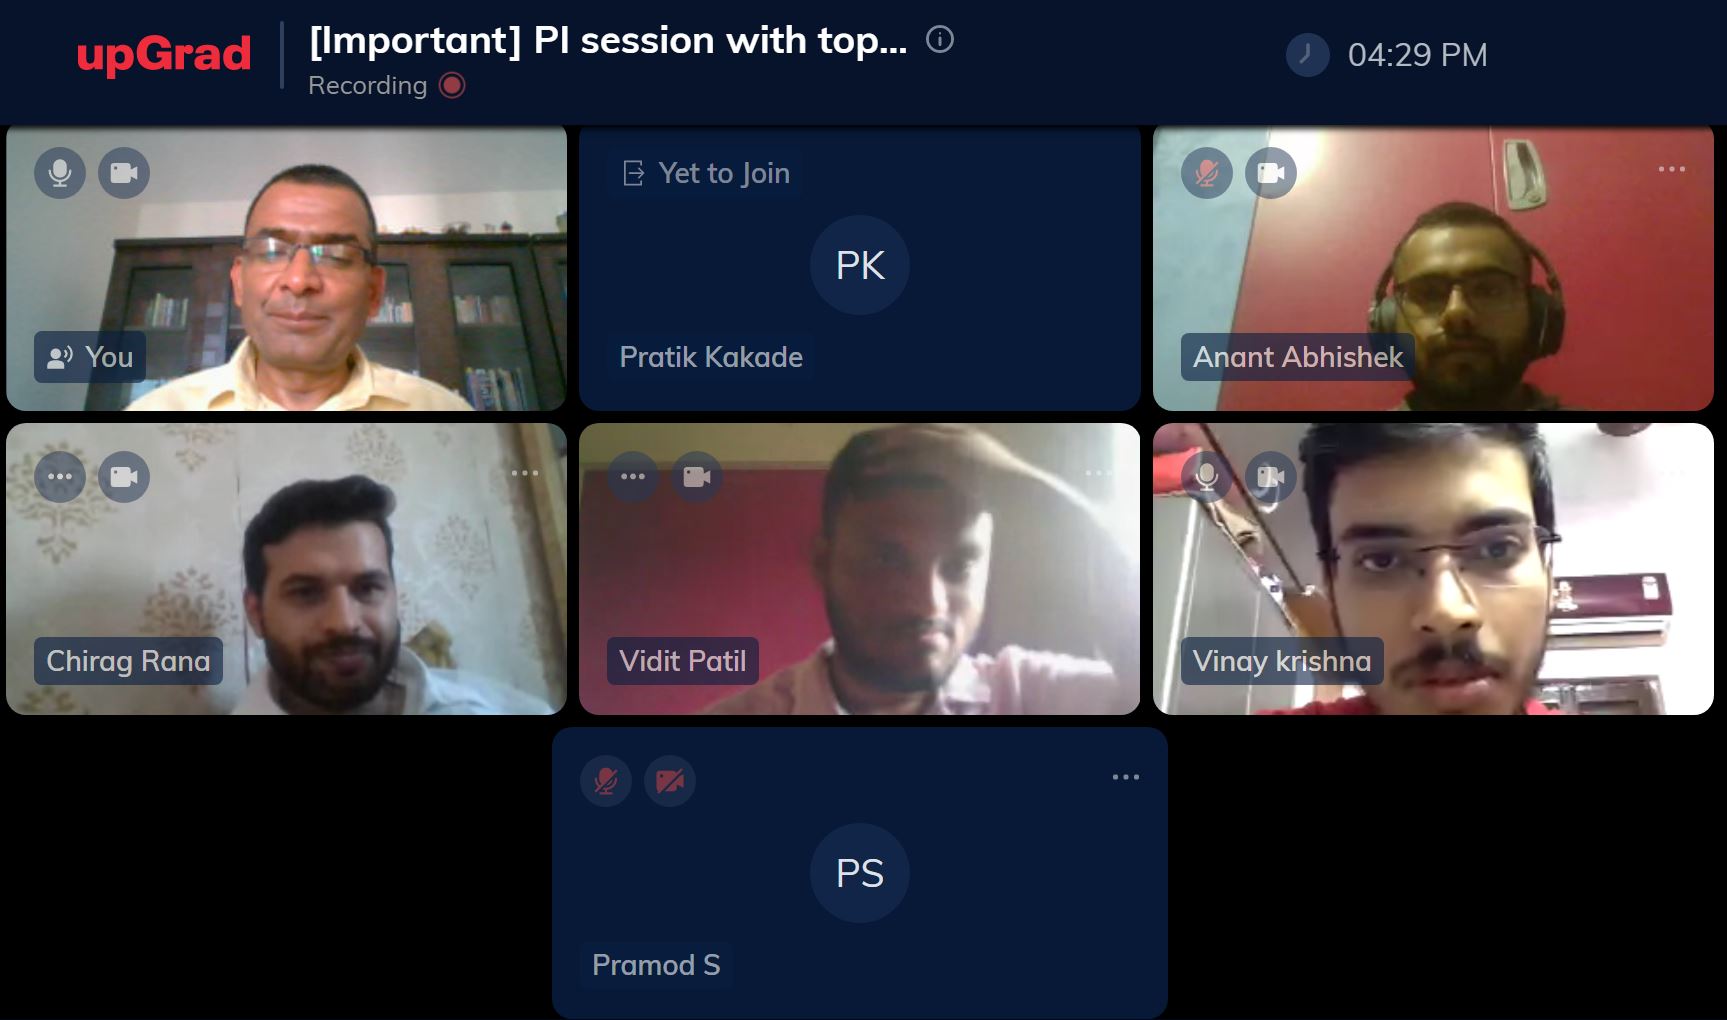 upGrad
[Important] PI session with top...
Recording
04:29 PM
You
Yet to Join
PK
Pratik Kakade
Anant Abhishek
Chirag Rana
Vidit Patil
Vinay krishna
PS
Pramod S